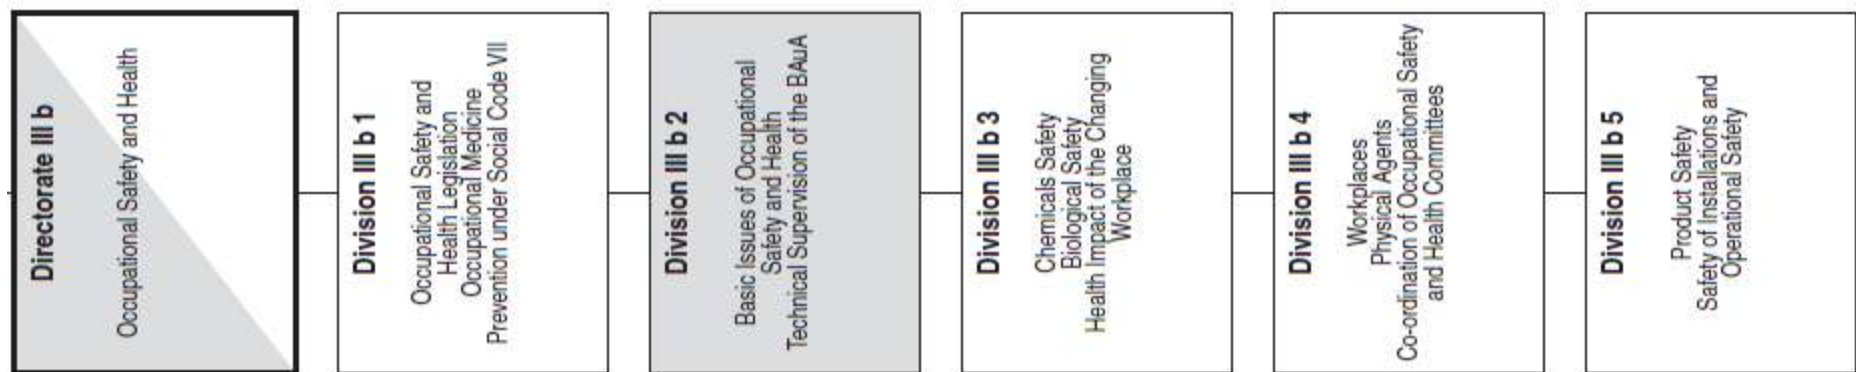 Directorate III b
Occupational Safety and Health
Division III b 1
Occupational Safety and
Health Legislation
Occupational Medicine
Prevention under Social Code VII
Division III b 2
Basic Issues of Occupational
Safety and Health
Technical Supervision of the BAuA
Division III b 3
Chemicals Safety
Biological Safety
Health Impact of the Changing
Workplace
Division III b 4
Workplaces
Physical Agents
Co-ordination of Occupational Safety
and Health Committees
Division III b 5
Product Safety
Safety of Installations and
Operational Safety